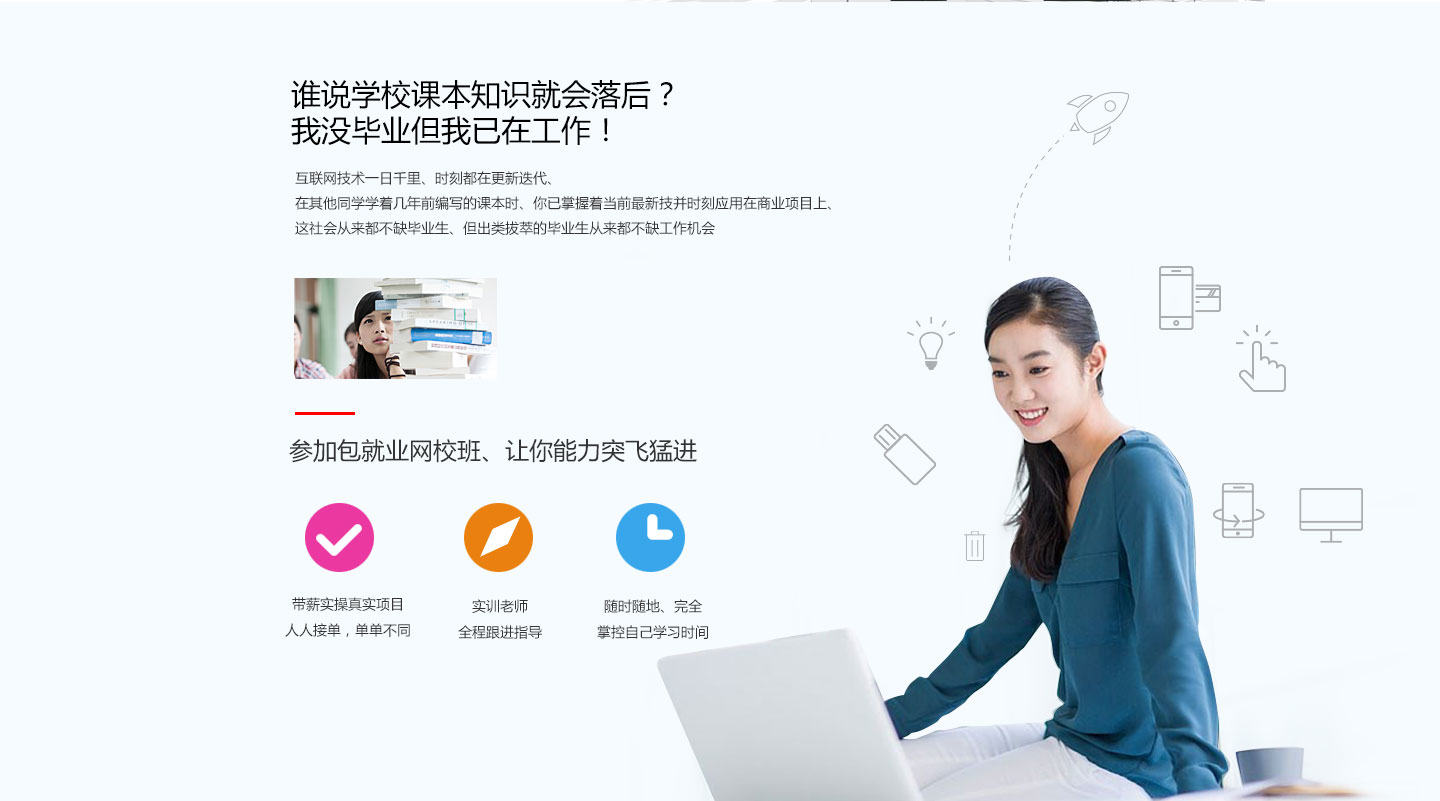 谁说学校课本知识就会落后？
我没毕业但我已在工作！
互联网技术一日千里、时刻都在更新迭代、
在其他同学学着几年前编写的课本时、你已掌握着当前最新技并时刻应用在商业项目上、
这社会从来都不缺毕业生、但出类拔萃的毕业生从来都不缺工作机会
参加包就业网校班、让你能力突飞猛进
带薪实操真实项目
人人接单，单单不同
实训老师
全程跟进指导
随时随地、完全
掌控自己学习时间